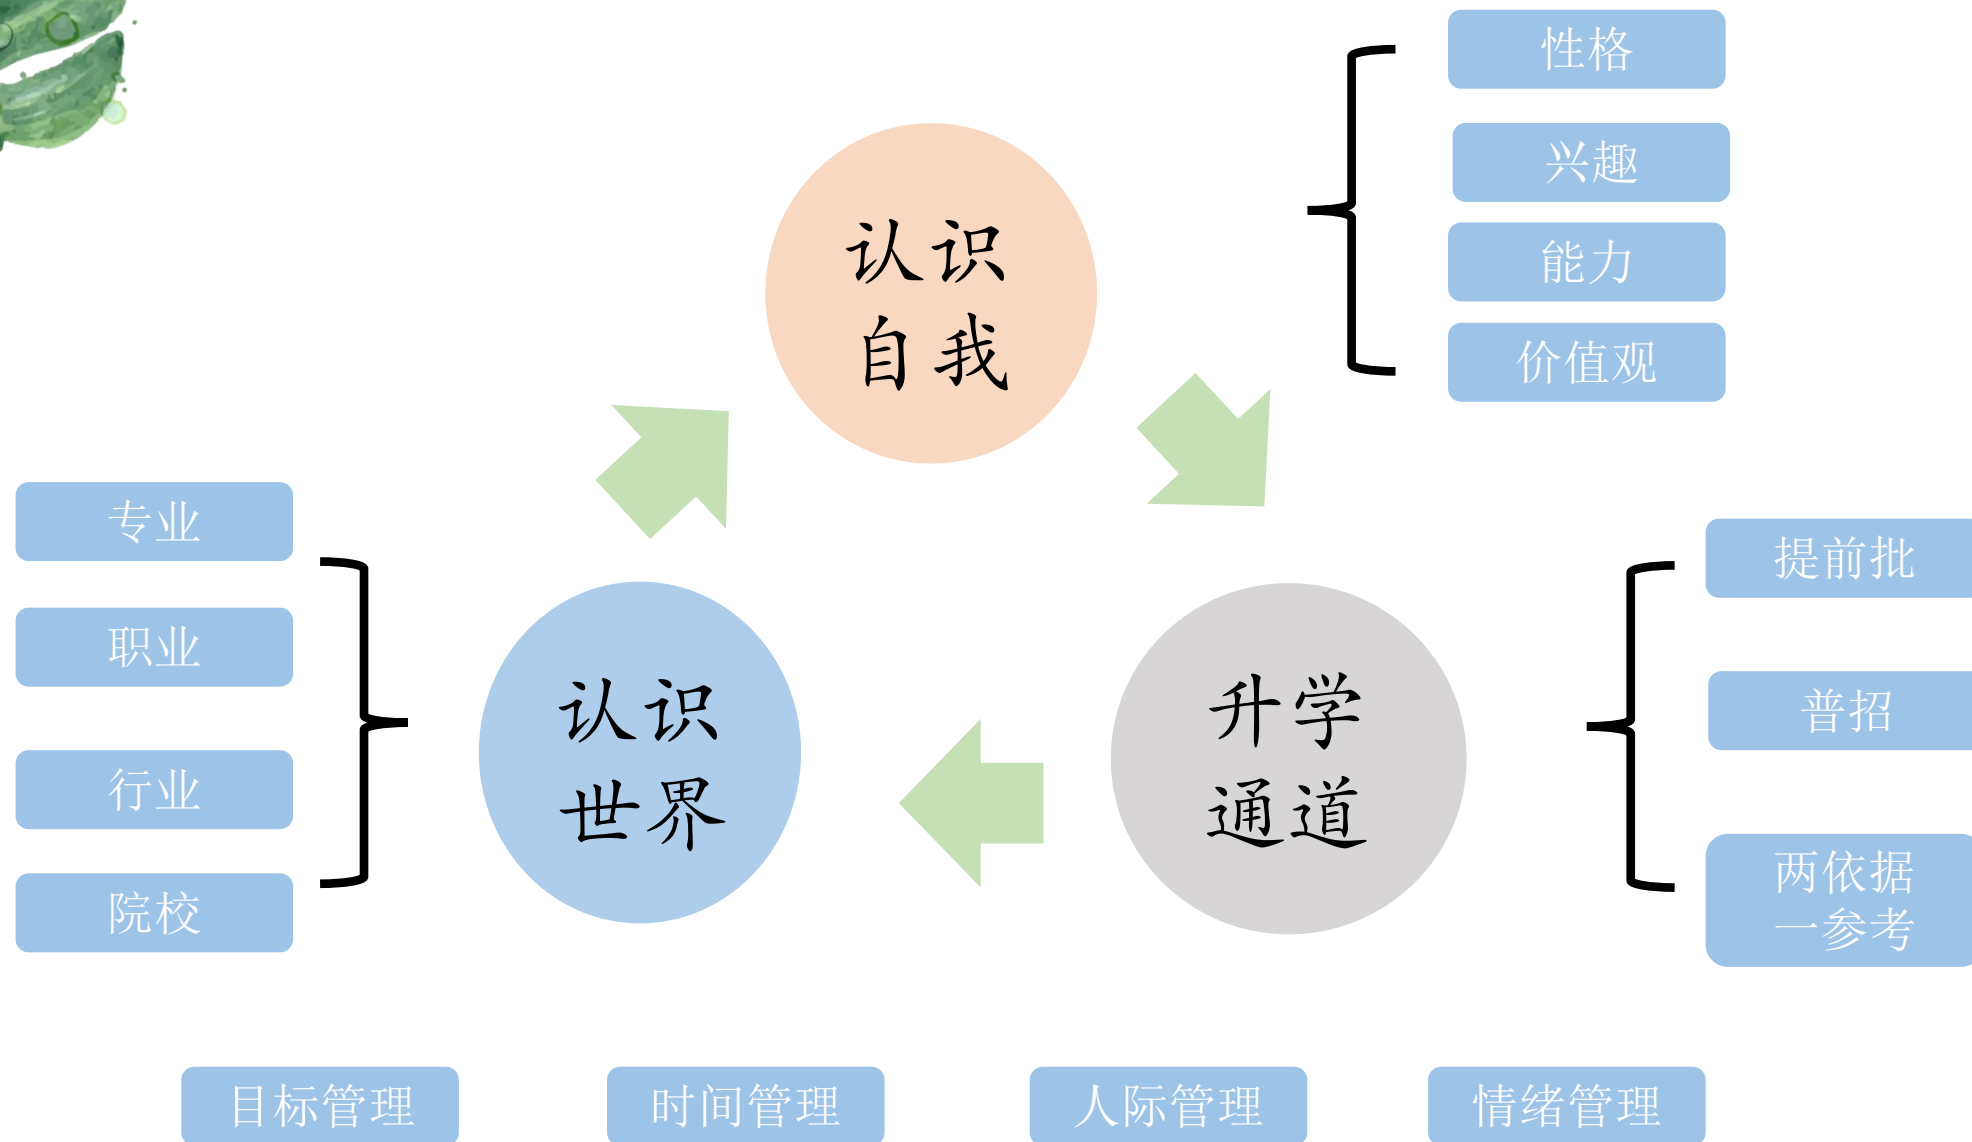 性格
兴趣
能力
价值观
认识
自我
专业
职业
行业
院校
认识
世界
升学
通道
提前批
普招
两依据
一参考
目标管理
时间管理
人际管理
情绪管理